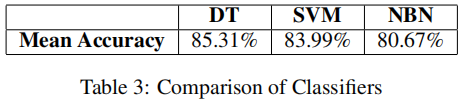 DT SVM NBN
Mean Accuracy 85.31% 83.99% 80.67%
Table 3: Comparison of Classifiers